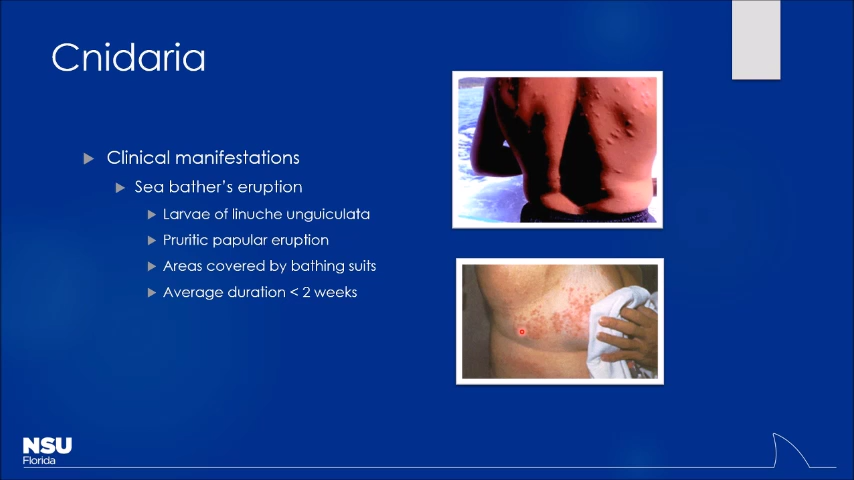 Cnidaria
Clinical manifestations
Sea bather's eruption
Larvae of linuche unguiculata
Pruritic papular eruption
Areas covered by bathing suits
Average duration < 2 weeks
NSU
Florida